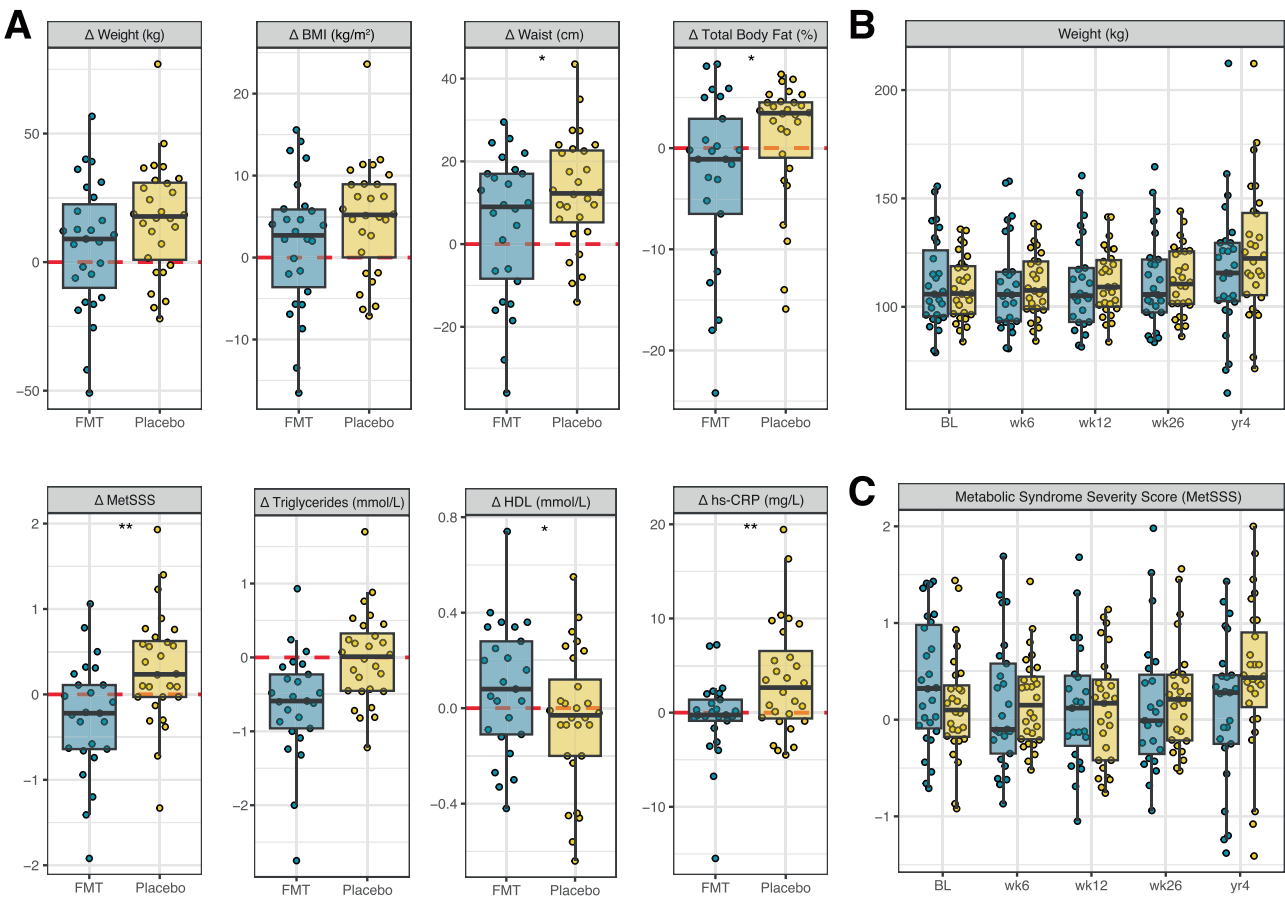 A
B
Δ Weight (kg)
Δ BMI (kg/m²)
Δ Waist (cm)
Δ Total Body Fat (%)
Weight (kg)
50
0
−50
20
10
0
−10
*
40
20
0
−20
*
0
−10
−20
200
150
100
FMT
Placebo
FMT
Placebo
FMT
Placebo
FMT
Placebo
BL
wk6
wk12
wk26
yr4
C
Δ MetSSS
Δ Triglycerides (mmol/L)
Δ HDL (mmol/L)
Δ hs-CRP (mg/L)
Metabolic Syndrome Severity Score (MetSSS)
**
2
1
0
−1
−2
1
0
−1
−2
*
0.8
0.4
0.0
−0.4
**
20
10
0
−10
2
1
0
−1
FMT
Placebo
FMT
Placebo
FMT
Placebo
FMT
Placebo
BL
wk6
wk12
wk26
yr4